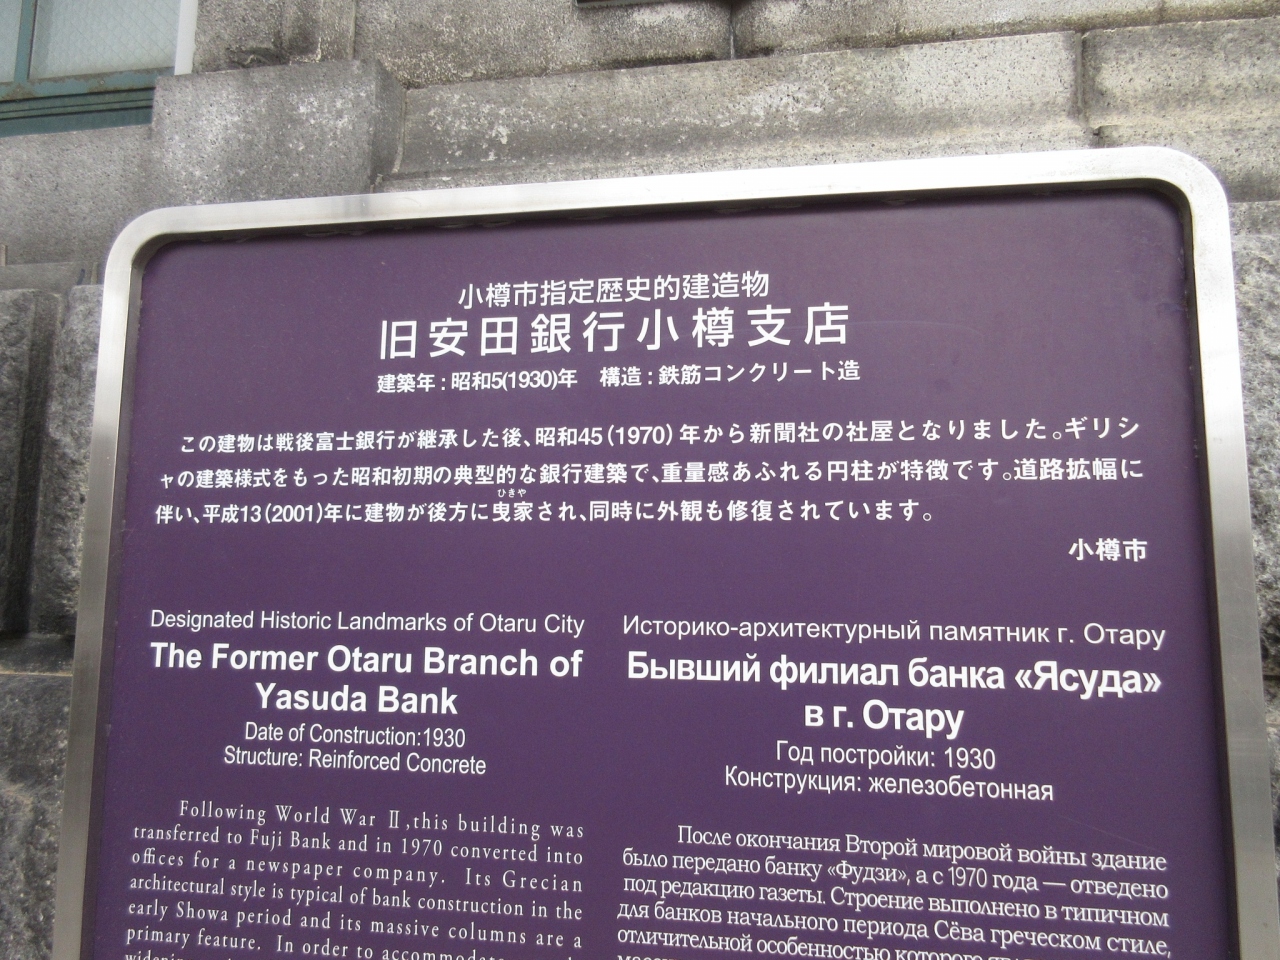 小樽市指定歴史的建造物
旧安田銀行小樽支店
建築年：昭和5(1930)年　構造：鉄筋コンクリート造
この建物は戦後富士銀行が継承した後、昭和45（1970）年から新聞社の社屋となりました。ギリシ
ャの建築様式をもった昭和初期の典型的な銀行建築で、重量感あふれる円柱が特徴です。道路拡幅に
ひきや
伴い、平成13（2001）年に建物が後方に曳家され、同時に外観も修復されています。
小樽市
Designated Historic Landmarks of Otaru City
The Former Otaru Branch of
Yasuda Bank
Date of Construction:1930
Structure: Reinforced Concrete
Following World War Ⅱ,this building was
transferred to Fuji Bank and in 1970 converted into
offices for a newspaper company. Its Grecian
architectural style is typical of bank construction in the
early Showa period and its massive columns are a
primary feature. In order to accommodate
Историко-архитектурный памятник г. Отару
Бывший филиал банка «Ясуда»
в г. Отару
Год постройки: 1930
Конструкция: железобетонная
После окончания Второй мировой войны здание
было передано банку «Фудзи», а с 1970 года — отведено
под редакцию газеты. Строение выполнено в типичном
для банков начального периода Сёва греческом стиле,
отличительной особенностью которого